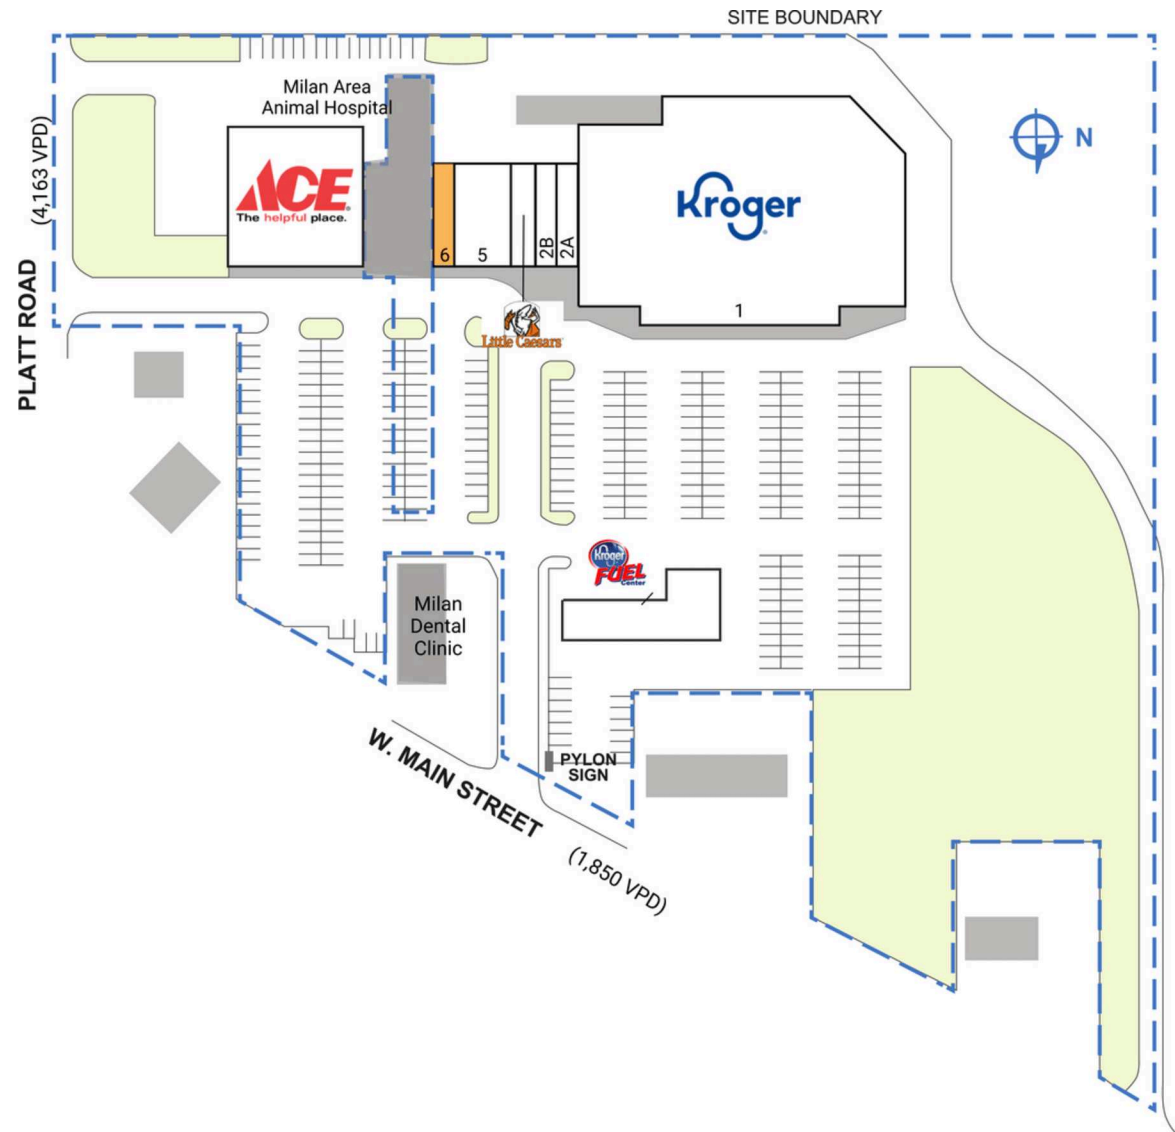 SITE BOUNDARY
Milan Area
Animal Hospital
(4,163 VPD)
PLATT ROAD
N
ACE
The helpful place.
Kroger
6
5
2B
2A
1
Little Caesars
Kroger
FUEL
Center
Milan
Dental
Clinic
PYLON
SIGN
W. MAIN STREET
(1,850 VPD)